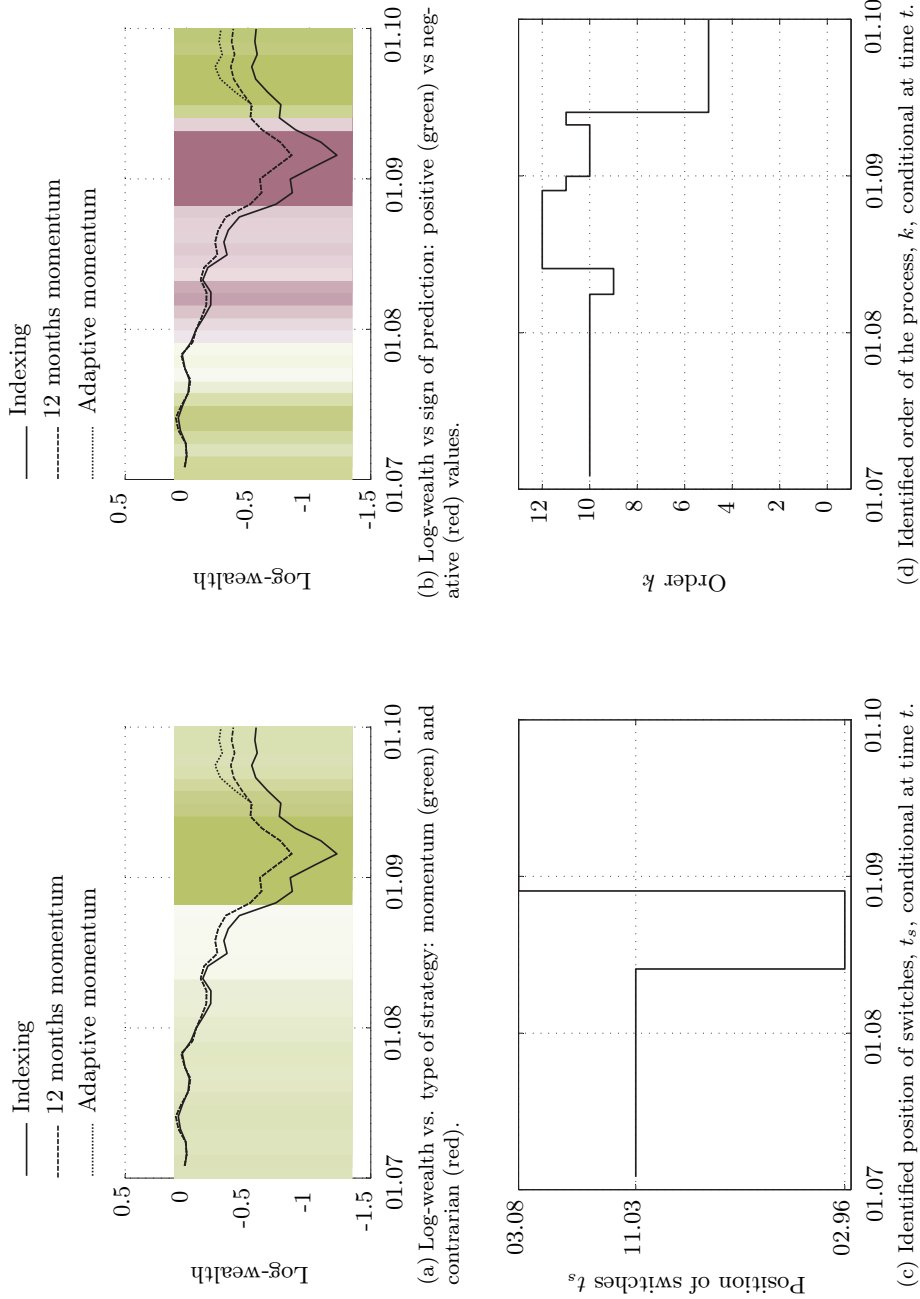 Indexing
12 months momentum
Adaptive momentum
0.5
0
-0.5
-1
-1.5
Log-wealth
01.07
01.08
01.09
01.10
(a) Log-wealth vs. type of strategy: momentum (green) and
contrarian (red).
Indexing
12 months momentum
Adaptive momentum
0.5
0
-0.5
-1
-1.5
Log-wealth
01.07
01.08
01.09
01.10
(b) Log-wealth vs sign of prediction: positive (green) vs neg-
ative (red) values.
03.08
11.03
02.96
Position of switches t_s
01.07
01.08
01.09
01.10
(c) Identified position of switches, t_s, conditional at time t.
12
10
8
6
4
2
0
Order k
01.07
01.08
01.09
01.10
(d) Identified order of the process, k, conditional at time t.